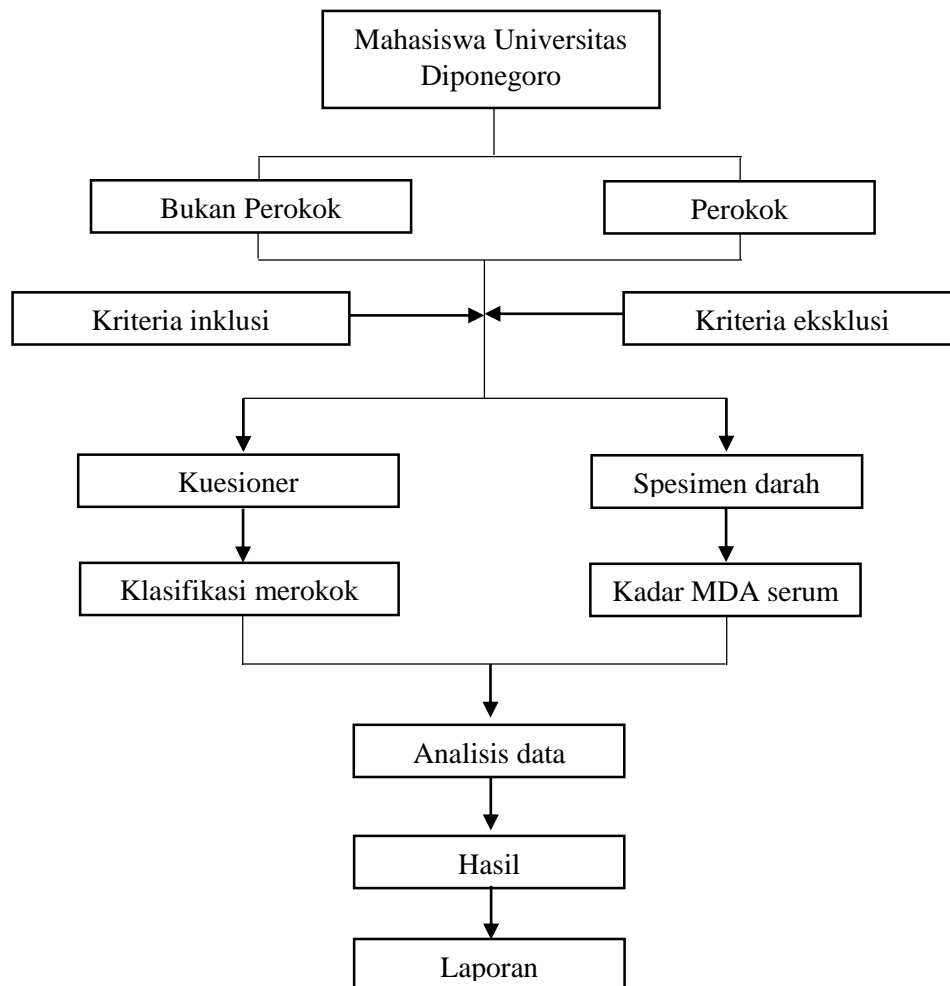 Mahasiswa Universitas
Diponegoro
Bukan Perokok
Perokok
Kriteria inklusi
Kriteria eksklusi
Kuesioner
Spesimen darah
Klasifikasi merokok
Kadar MDA serum
Analisis data
Hasil
Laporan